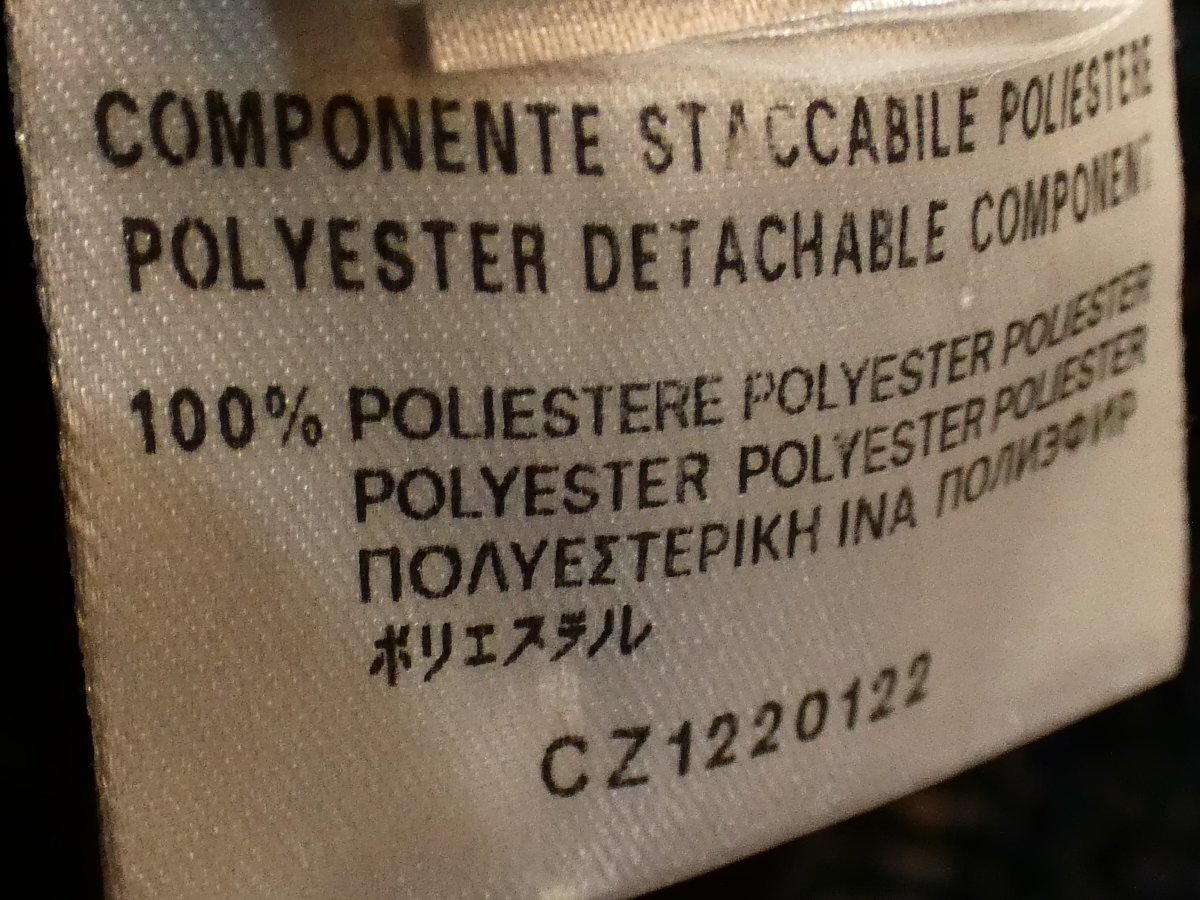 COMPONENTE STACCABILE POLIESTERE
POLYESTER DETACHABLE COMPONENT
100% POLIESTERE POLYESTER POLIESTER
POLYESTER POLYESTER POLIESTER
ΠΟΛΥΕΣΤΕΡΙΚΗ ΙΝΑ ПОЛИЭФИР
ポリエステル
CZ1220122